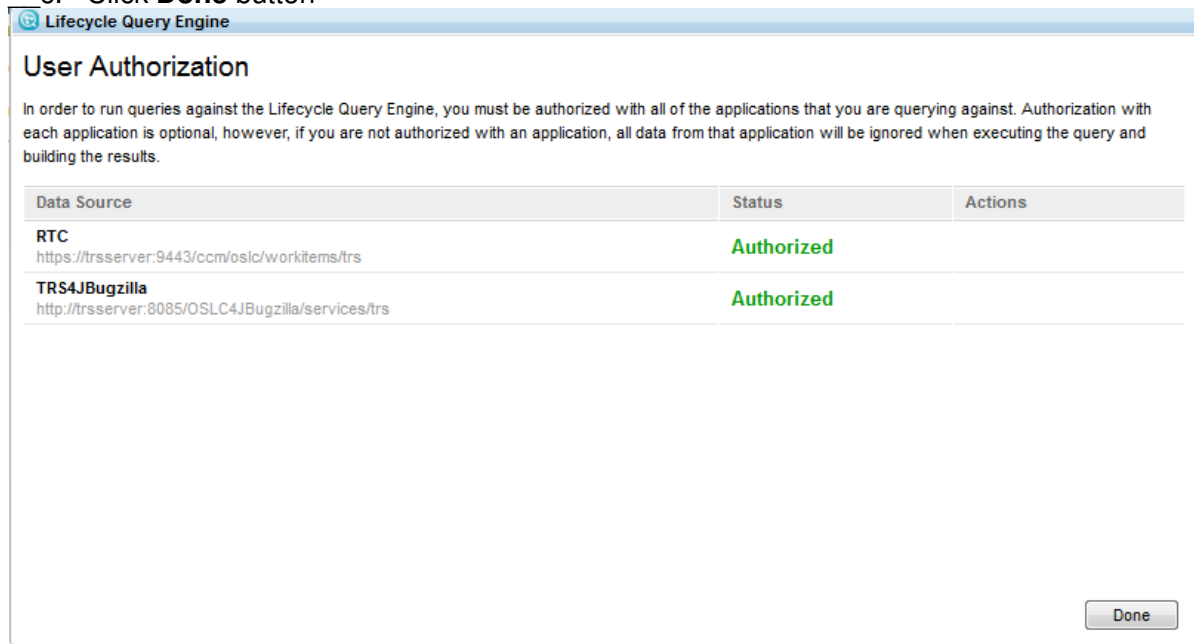 Click Done button
Lifecycle Query Engine
User Authorization
In order to run queries against the Lifecycle Query Engine, you must be authorized with all of the applications that you are querying against. Authorization with
each application is optional, however, if you are not authorized with an application, all data from that application will be ignored when executing the query and
building the results.
Data Source Status Actions
RTC
https://trsserver:9443/ccm/oslc/workitems/trs
Authorized
TRS4JBugzilla
http://trsserver:8085/OSLC4JBugzilla/services/trs
Authorized
Done